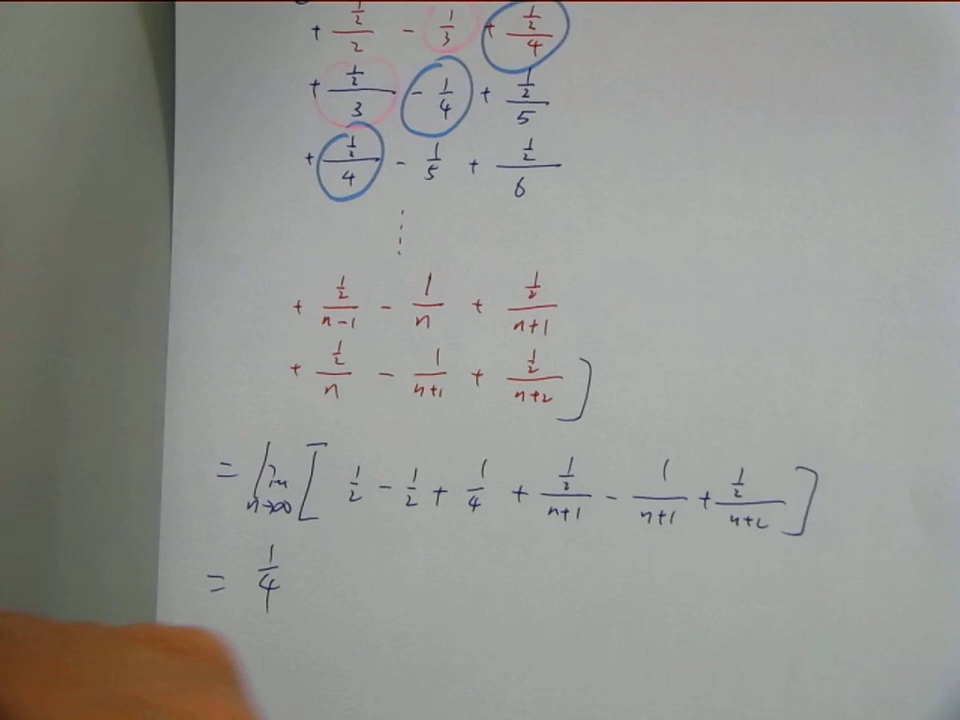 + (1/2)/2 - 1/3 + (1/2)/4
+ (1/2)/3 - 1/4 + (1/2)/5
+ (1/2)/4 - 1/5 + (1/2)/6
⋮
+ (1/2)/(n-1) - 1/n + (1/2)/(n+1)
+ (1/2)/n - 1/(n+1) + (1/2)/(n+2) ]
= lim n→∞ [ 1/2 - 1/2 + 1/4 + (1/2)/(n+1) - 1/(n+1) + (1/2)/(n+2) ]
= 1/4